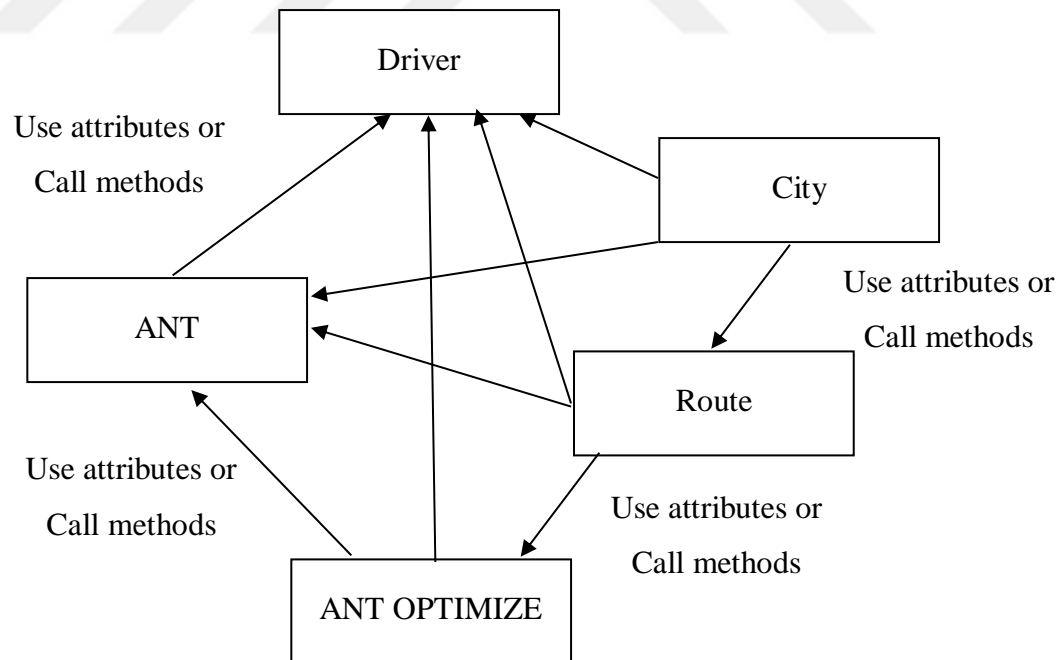 Driver
Use attributes or
Call methods
City
Use attributes or
Call methods
ANT
Route
Use attributes or
Call methods
Use attributes or
Call methods
ANT OPTIMIZE